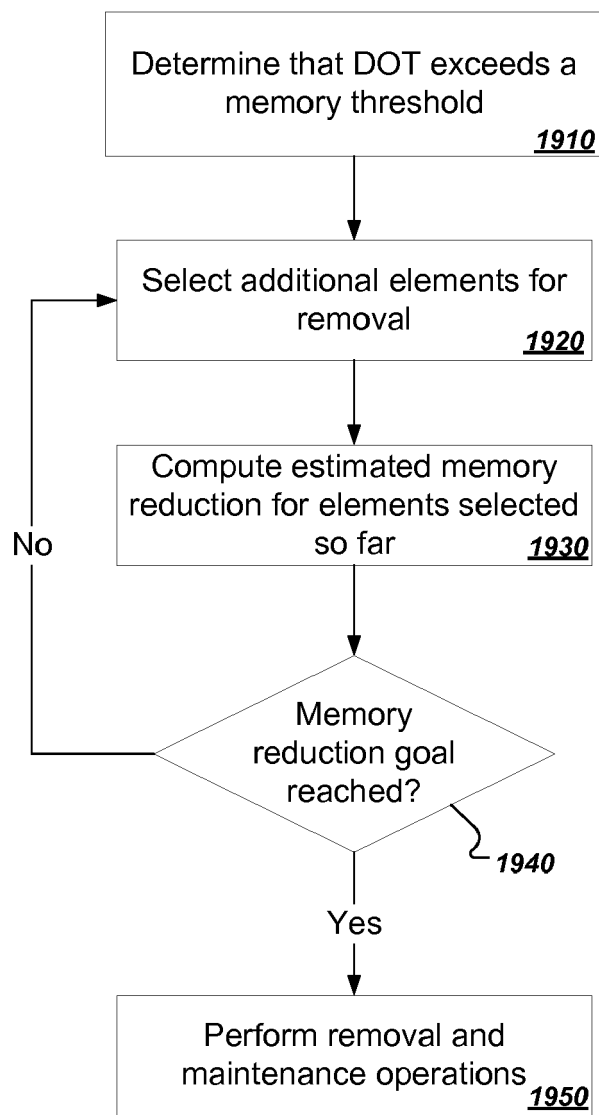 Determine that DOT exceeds a
memory threshold
1910
Select additional elements for
removal
1920
Compute estimated memory
reduction for elements selected
so far
1930
No
Memory
reduction goal
reached?
1940
Yes
Perform removal and
maintenance operations
1950